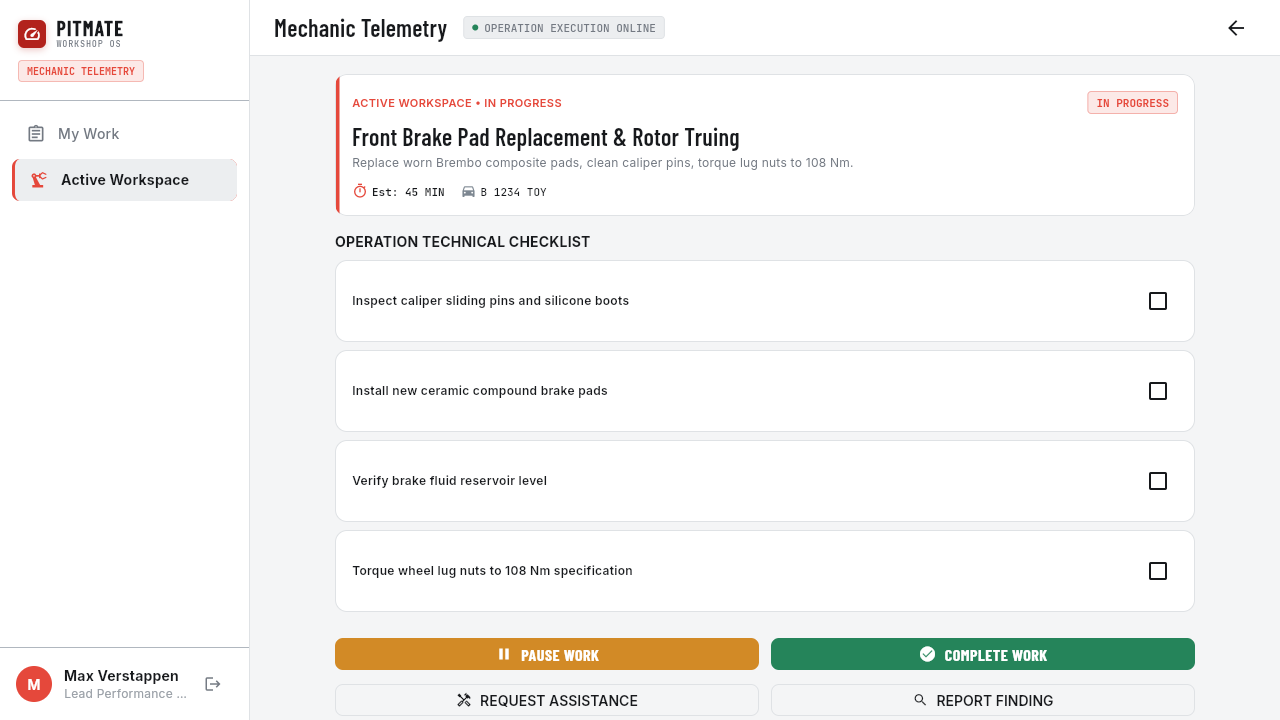 PITMATE
WORKSHOP OS
MECHANIC TELEMETRY
My Work
Active Workspace
Max Verstappen
Lead Performance ...
M
Mechanic Telemetry
OPERATION EXECUTION ONLINE
ACTIVE WORKSPACE • IN PROGRESS
IN PROGRESS
Front Brake Pad Replacement & Rotor Truing
Replace worn Brembo composite pads, clean caliper pins, torque lug nuts to 108 Nm.
Est: 45 MIN
B 1234 TOY
OPERATION TECHNICAL CHECKLIST
Inspect caliper sliding pins and silicone boots
Install new ceramic compound brake pads
Verify brake fluid reservoir level
Torque wheel lug nuts to 108 Nm specification
PAUSE WORK
COMPLETE WORK
REQUEST ASSISTANCE
REPORT FINDING